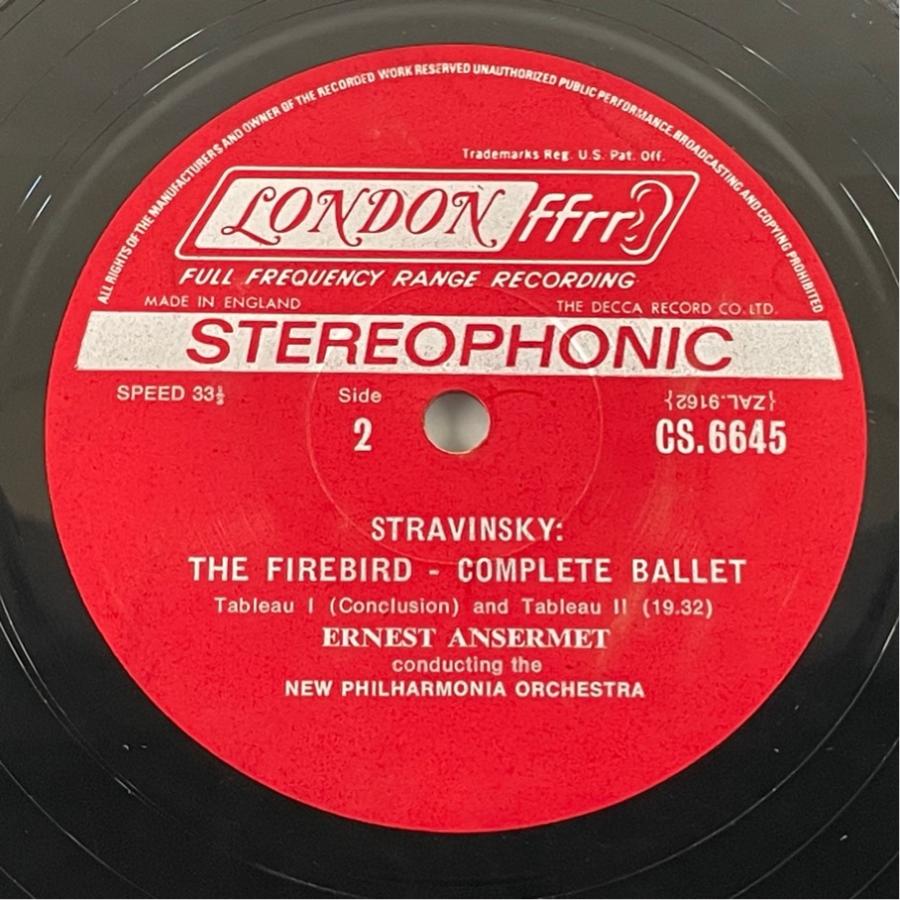 ALL RIGHTS OF THE MANUFACTURERS AND OWNER OF THE RECORDED WORK RESERVED UNAUTHORIZED PUBLIC PERFORMANCE, BROADCASTING AND COPYING PROHIBITED
Trademarks Reg. U.S. Pat. Off.
LONDON ffrr
FULL FREQUENCY RANGE RECORDING
MADE IN ENGLAND THE DECCA RECORD CO. LTD.
STEREOPHONIC
SPEED 33⅓ Side {ZAL.9162}
2 CS.6645
STRAVINSKY:
THE FIREBIRD - COMPLETE BALLET
Tableau I (Conclusion) and Tableau II (19.32)
ERNEST ANSERMET
conducting the
NEW PHILHARMONIA ORCHESTRA